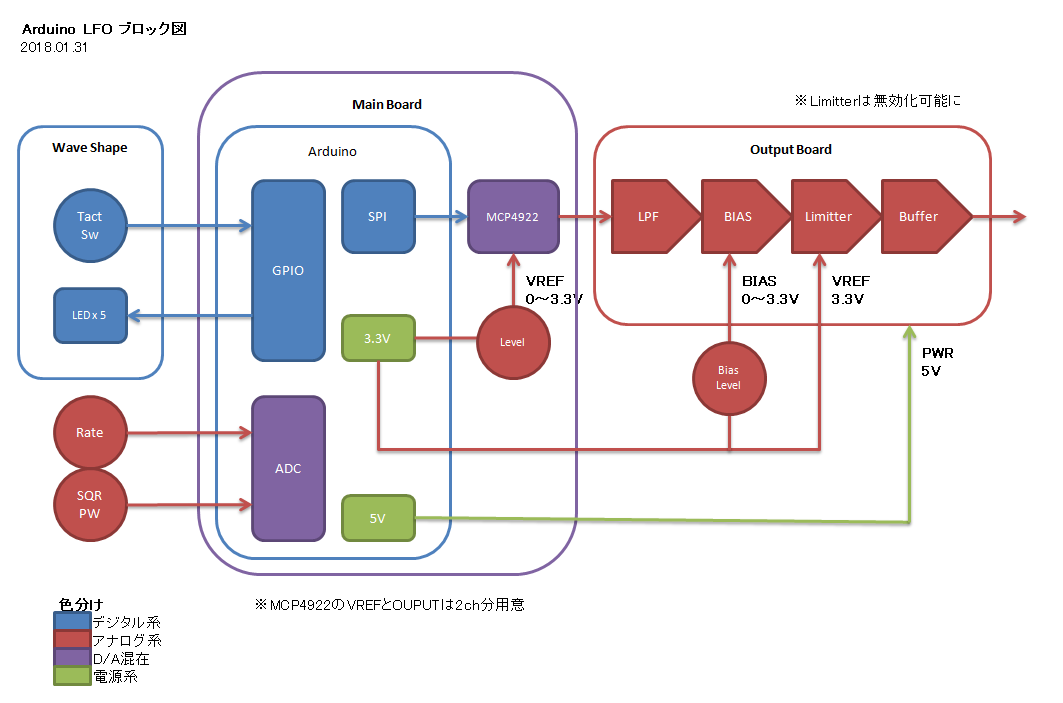 Arduino LFO ブロック図
2018.01.31
Main Board
※Limitterは無効化可能に
Wave Shape
Arduino
Output Board
Tact
Sw
GPIO
SPI
MCP4922
LPF
BIAS
Limitter
Buffer
VREF
0～3.3V
BIAS
0～3.3V
VREF
3.3V
LED x 5
3.3V
Level
Bias
Level
PWR
5V
Rate
ADC
SQR
PW
5V
色分け
※MCP4922のVREFとOUPUTは2ch分用意
デジタル系
アナログ系
D/A混在
電源系